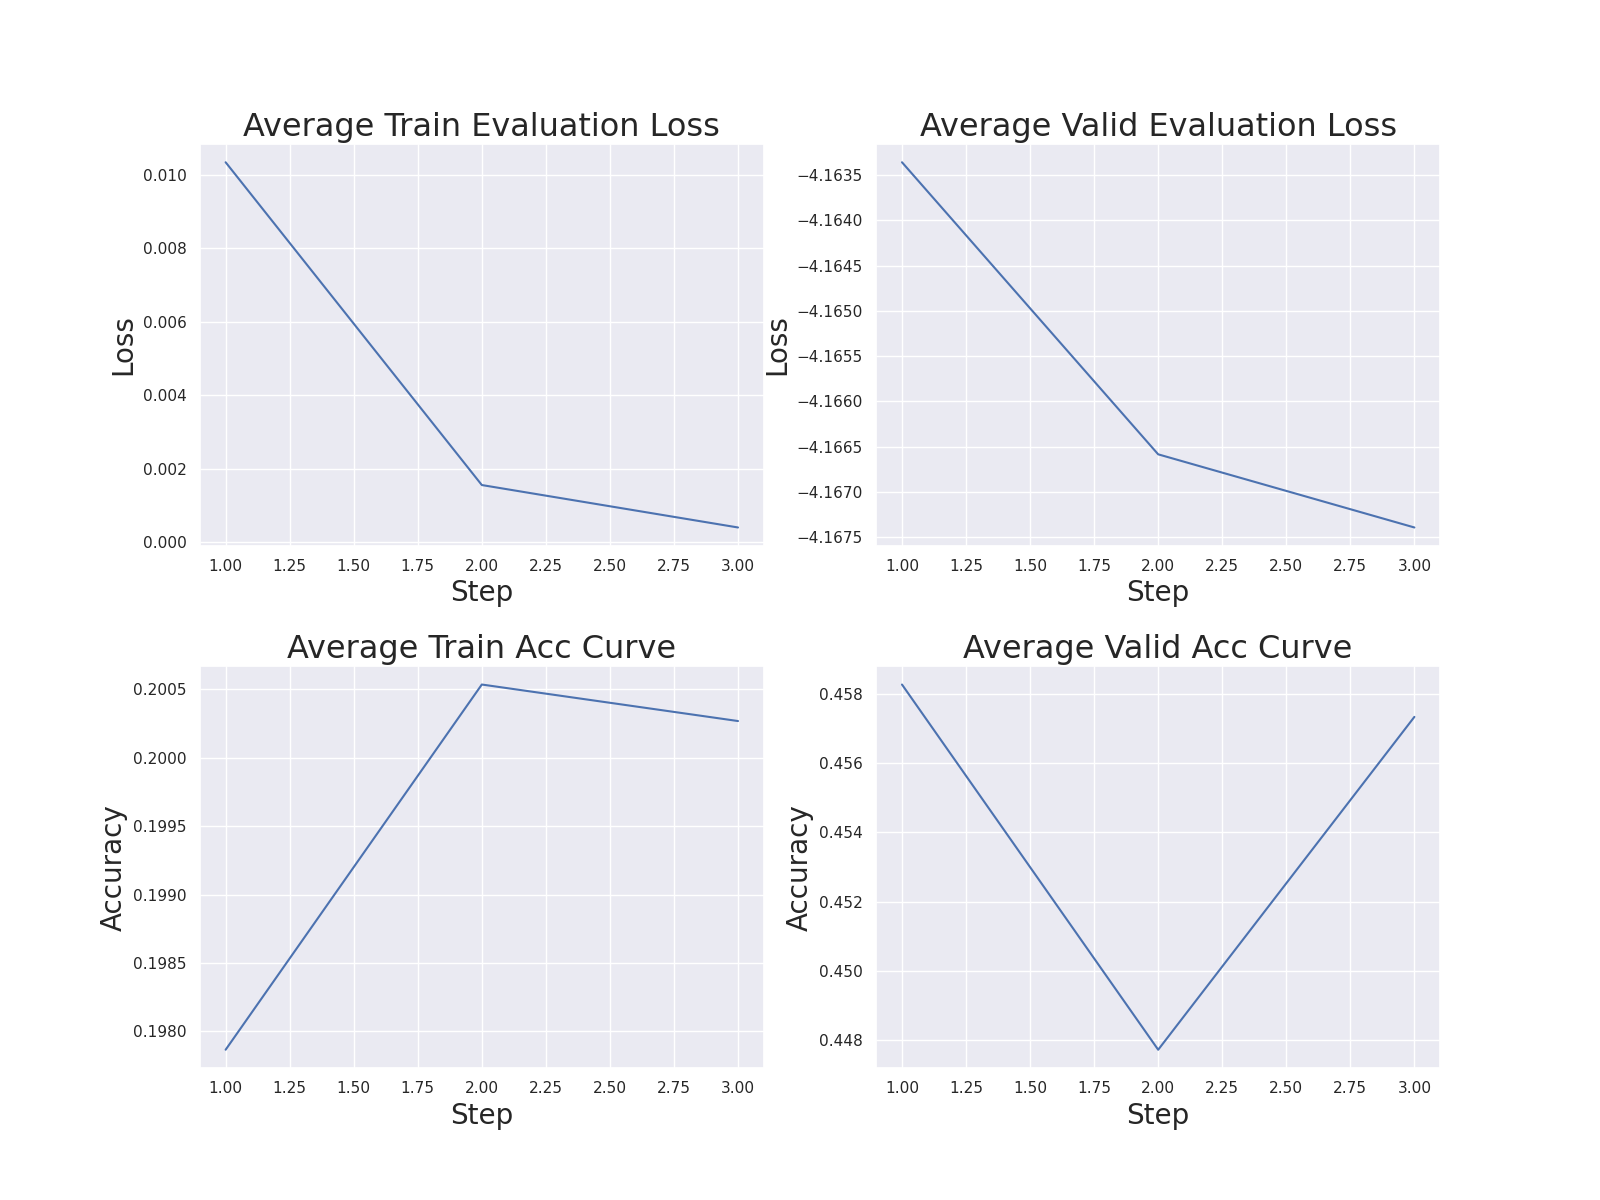 Average Train Evaluation Loss
Loss
0.010
0.008
0.006
0.004
0.002
0.000
1.00 1.25 1.50 1.75 2.00 2.25 2.50 2.75 3.00
Step
Average Valid Evaluation Loss
Loss
−4.1635
−4.1640
−4.1645
−4.1650
−4.1655
−4.1660
−4.1665
−4.1670
−4.1675
1.00 1.25 1.50 1.75 2.00 2.25 2.50 2.75 3.00
Step
Average Train Acc Curve
Accuracy
0.2005
0.2000
0.1995
0.1990
0.1985
0.1980
1.00 1.25 1.50 1.75 2.00 2.25 2.50 2.75 3.00
Step
Average Valid Acc Curve
Accuracy
0.458
0.456
0.454
0.452
0.450
0.448
1.00 1.25 1.50 1.75 2.00 2.25 2.50 2.75 3.00
Step